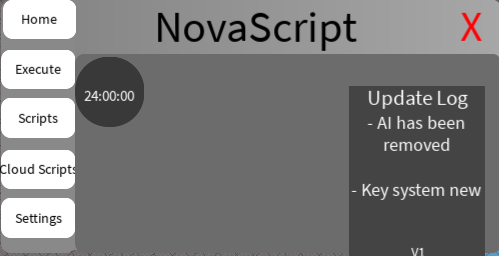 NovaScript
X
Home
Execute
Scripts
Cloud Scripts
Settings
24:00:00
Update Log
- AI has been
removed
- Key system new
V1